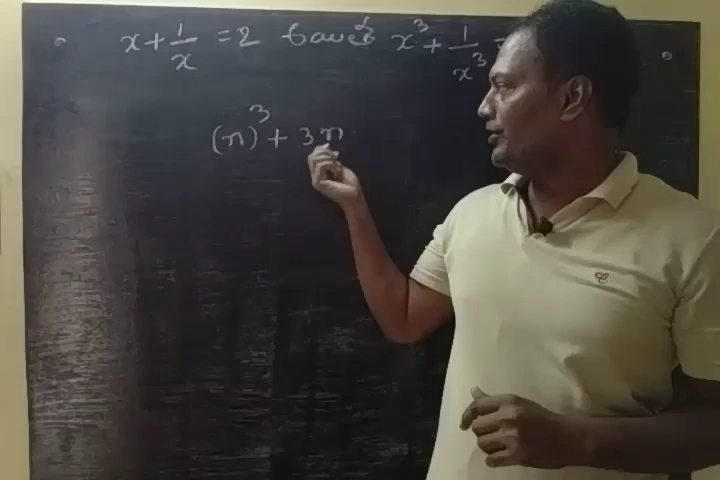 x + 1/x = 2 x³ + 1/x³ =
(n)³ + 3n